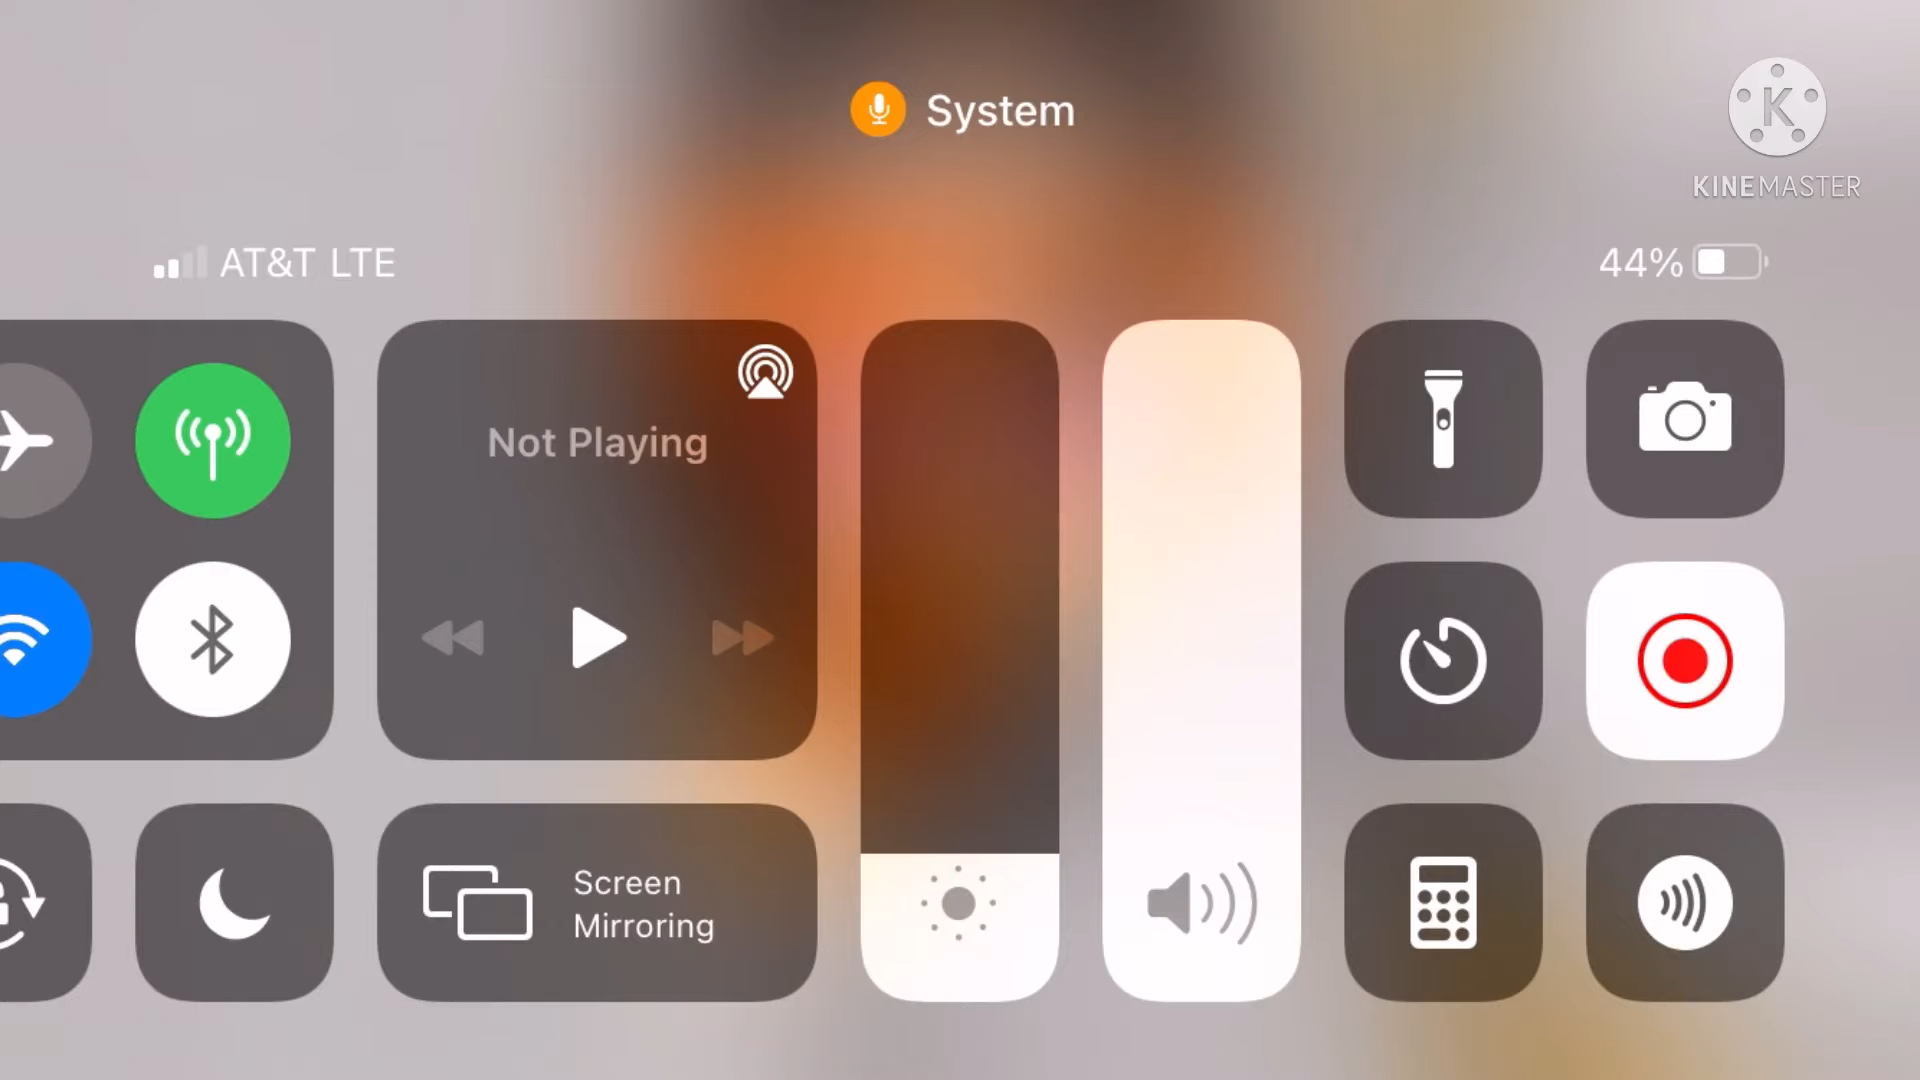 System
KINEMASTER
AT&T LTE
44%
Not Playing
Screen
Mirroring